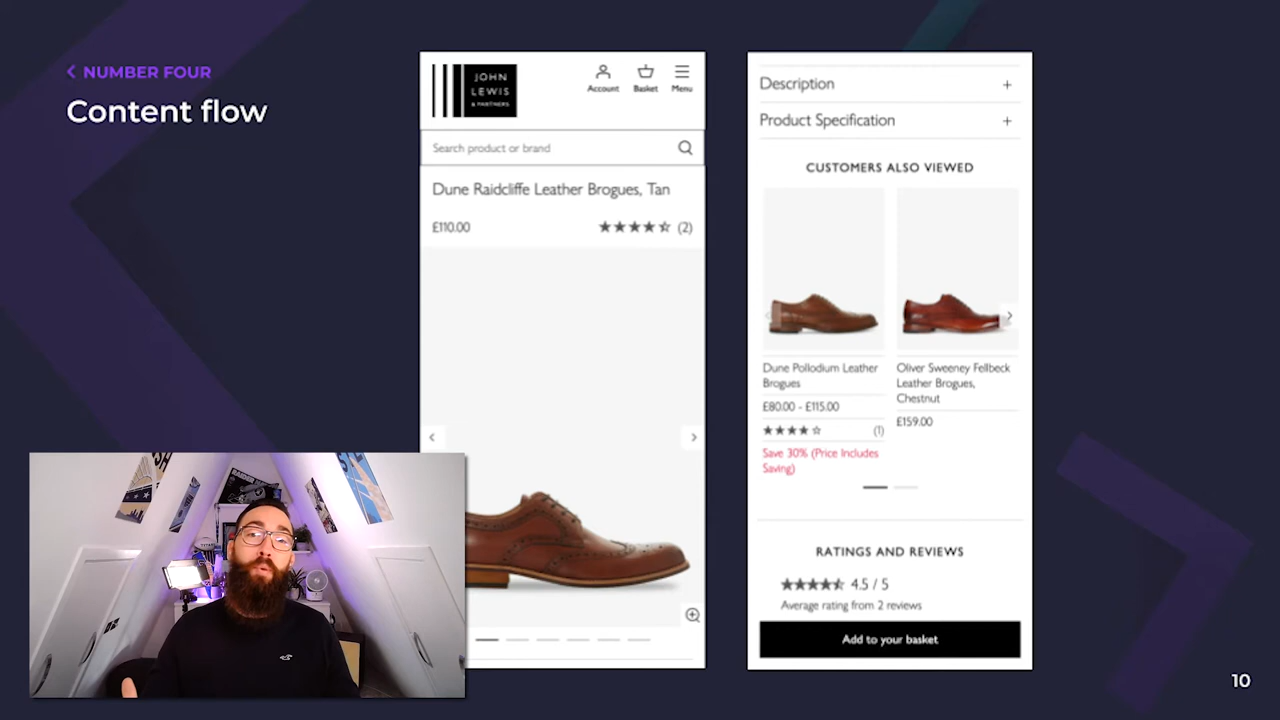 NUMBER FOUR
Content flow
JOHN
LEWIS
& PARTNERS
Account
Basket
Menu
Search product or brand
Dune Raidcliffe Leather Brogues, Tan
£110.00
(2)
Description
Product Specification
CUSTOMERS ALSO VIEWED
Dune Pollodium Leather
Brogues
£80.00 - £115.00
(1)
Save 30% (Price Includes
Saving)
Oliver Sweeney Fellbeck
Leather Brogues,
Chestnut
£159.00
RATINGS AND REVIEWS
4.5 / 5
Average rating from 2 reviews
Add to your basket
10